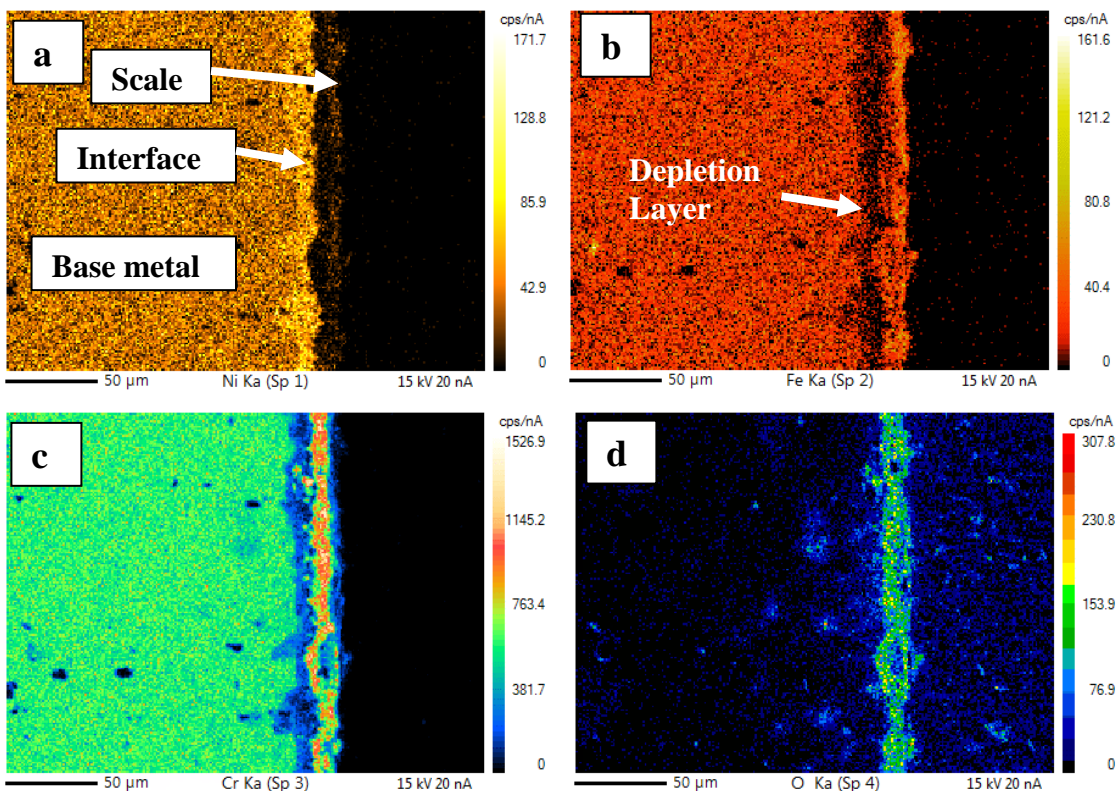 a
Scale
Interface
Base metal
cps/nA
171.7
128.8
85.9
42.9
0
50 µm
Ni Ka (Sp 1)
15 kV 20 nA
b
Depletion
Layer
cps/nA
161.6
121.2
80.8
40.4
0
50 µm
Fe Ka (Sp 2)
15 kV 20 nA
c
cps/nA
1526.9
1145.2
763.4
381.7
0
50 µm
Cr Ka (Sp 3)
15 kV 20 nA
d
cps/nA
307.8
230.8
153.9
76.9
0
50 µm
O Ka (Sp 4)
15 kV 20 nA